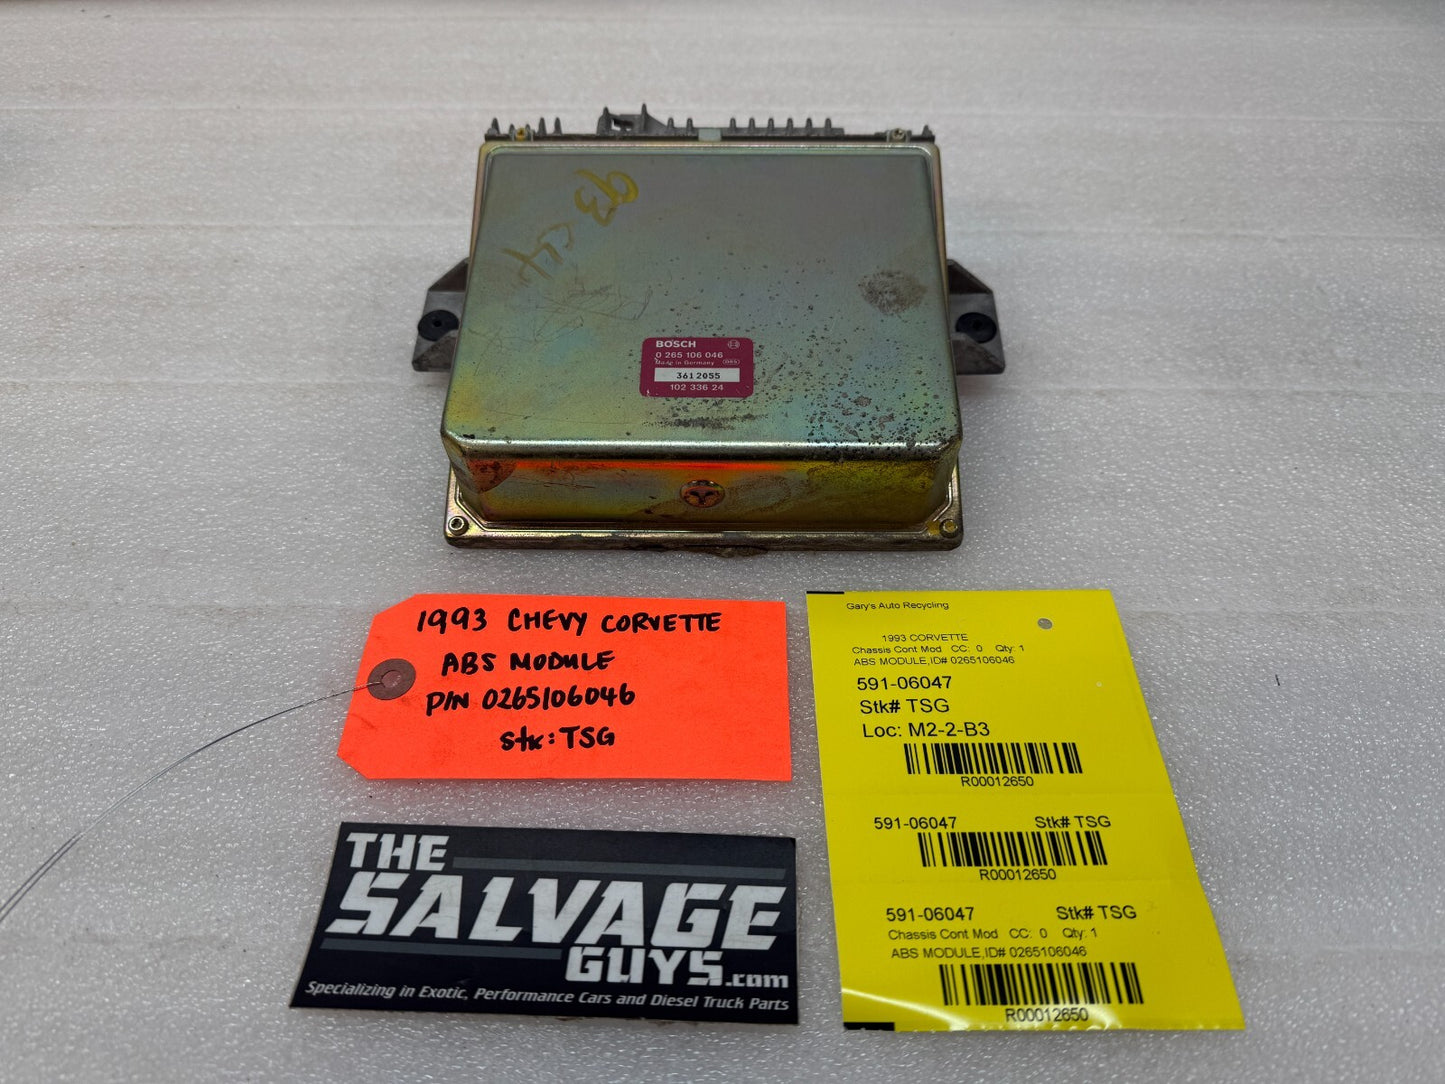 93
C4
BOSCH
0 265 106 046
Made in Germany ABS
3612055
102 336 24
1993 CHEVY CORVETTE
ABS MODULE
P/N 0265106046
Stk: TSG
THE
SALVAGE
GUYS.com
Specializing in Exotic, Performance Cars and Diesel Truck Parts
Gary's Auto Recycling
1993 CORVETTE
Chassis Cont Mod CC: 0 Qty: 1
ABS MODULE,ID# 0265106046
591-06047
Stk# TSG
Loc: M2-2-B3
R00012650
591-06047 Stk# TSG
R00012650
591-06047 Stk# TSG
Chassis Cont Mod CC: 0 Qty: 1
ABS MODULE,ID# 0265106046
R00012650